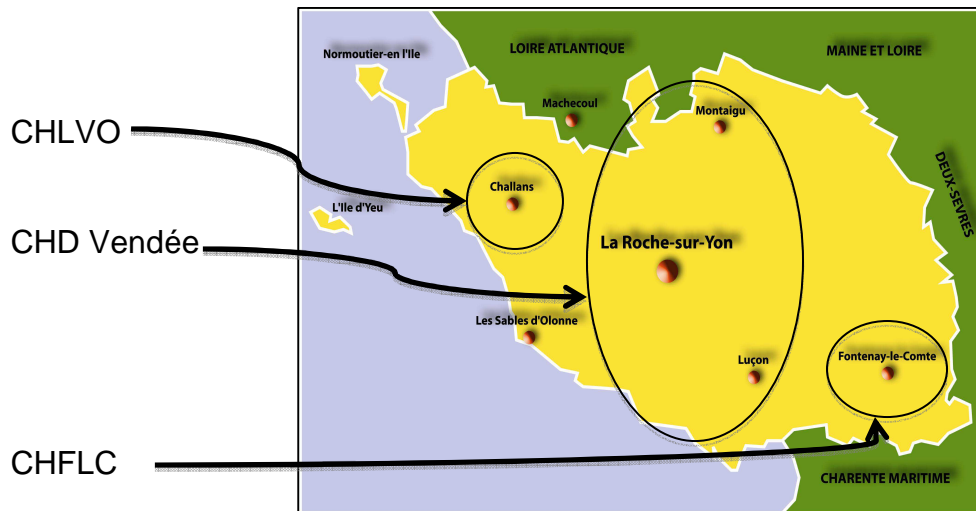 LOIRE ATLANTIQUE
MAINE ET LOIRE
Normoutier-en l'Ile
Machecoul
Montaigu
CHLVO
DEUX-SEVRES
Challans
L'Ile d'Yeu
CHD Vendée
La Roche-sur-Yon
Les Sables d'Olonne
Luçon
Fontenay-le-Comte
CHFLC
CHARENTE MARITIME